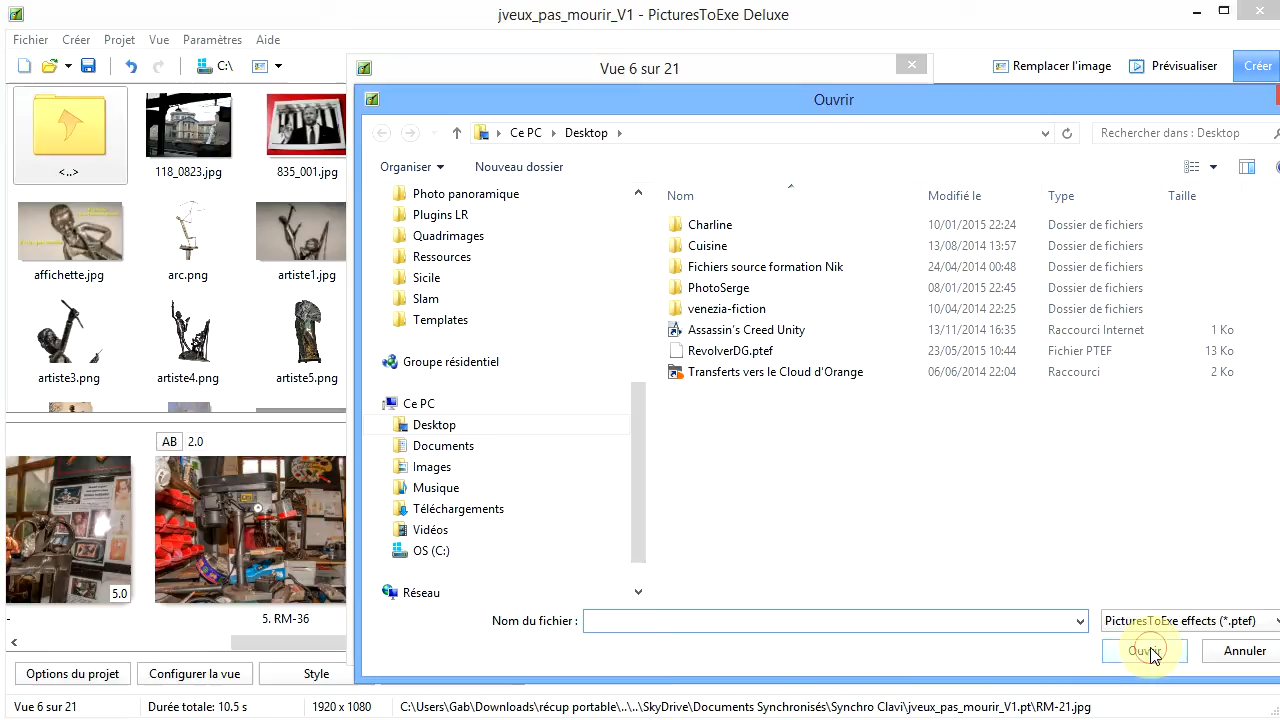 jveux_pas_mourir_V1 - PicturesToExe Deluxe
Fichier Créer Projet Vue Paramètres Aide
C:\ Remplacer l'image Prévisualiser Créer
Vue 6 sur 21
Ouvrir
Ce PC Desktop Rechercher dans : Desktop
Organiser Nouveau dossier
<..> 118_0823.jpg 835_001.jpg
affichette.jpg arc.png artiste1.jpg
artiste3.png artiste4.png artiste5.png
AB 2.0
5.0
5. RM-36
Photo panoramique
Plugins LR
Quadrimages
Ressources
Sicile
Slam
Templates
Groupe résidentiel
Ce PC
Desktop
Documents
Images
Musique
Téléchargements
Vidéos
OS (C:)
Réseau
Nom Modifié le Type Taille
Charline 10/01/2015 22:24 Dossier de fichiers
Cuisine 13/08/2014 13:57 Dossier de fichiers
Fichiers source formation Nik 24/04/2014 00:48 Dossier de fichiers
PhotoSerge 08/01/2015 22:45 Dossier de fichiers
venezia-fiction 10/04/2014 22:25 Dossier de fichiers
Assassin's Creed Unity 13/11/2014 16:35 Raccourci Internet 1 Ko
RevolverDG.ptef 23/05/2015 10:44 Fichier PTEF 13 Ko
Transferts vers le Cloud d'Orange 06/06/2014 22:04 Raccourci 2 Ko
Nom du fichier : PicturesToExe effects (*.ptef)
Ouvrir Annuler
Options du projet Configurer la vue Style
Vue 6 sur 21 Durée totale: 10.5 s 1920 x 1080 C:\Users\Gab\Downloads\récup portable\..\..\SkyDrive\Documents Synchronisés\Synchro Clavi\jveux_pas_mourir_V1.pt\RM-21.jpg